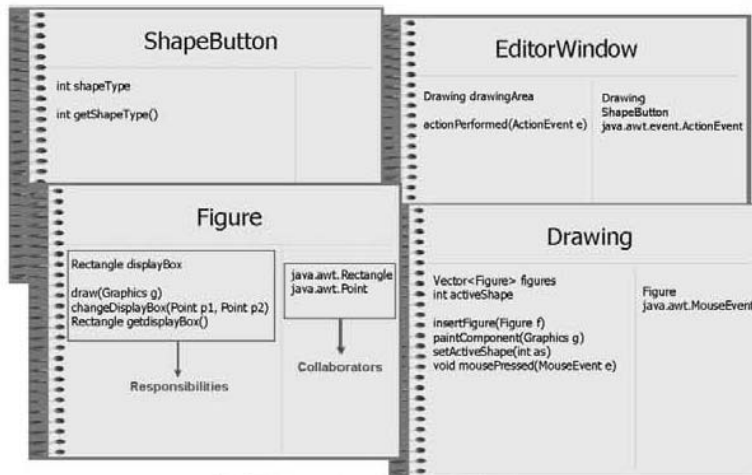 ShapeButton
int shapeType
int getShapeType()
EditorWindow
Drawing drawingArea
actionPerformed(ActionEvent e)
Drawing
ShapeButton
java.awt.event.ActionEvent
Figure
Rectangle displayBox
draw(Graphics g)
changeDisplayBox(Point p1, Point p2)
Rectangle getdisplayBox()
java.awt.Rectangle
java.awt.Point
Responsibilities
Collaborators
Drawing
Vector<Figure> figures
int activeShape
insertFigure(Figure f)
paintComponent(Graphics g)
setActiveShape(int as)
void mousePressed(MouseEvent e)
Figure
java.awt.MouseEvent